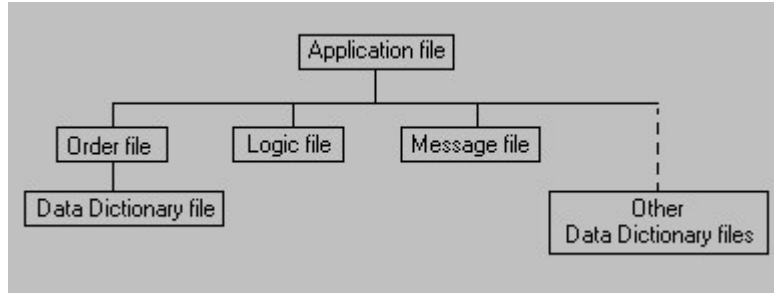 Application file
Order file
Logic file
Message file
Data Dictionary file
Other
Data Dictionary files